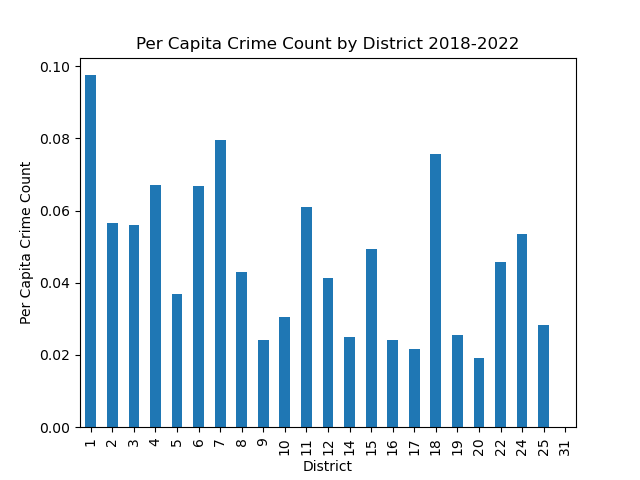 Per Capita Crime Count by District 2018-2022
Per Capita Crime Count
0.10
0.08
0.06
0.04
0.02
0.00
1 2 3 4 5 6 7 8 9 10 11 12 14 15 16 17 18 19 20 22 24 25 31
District